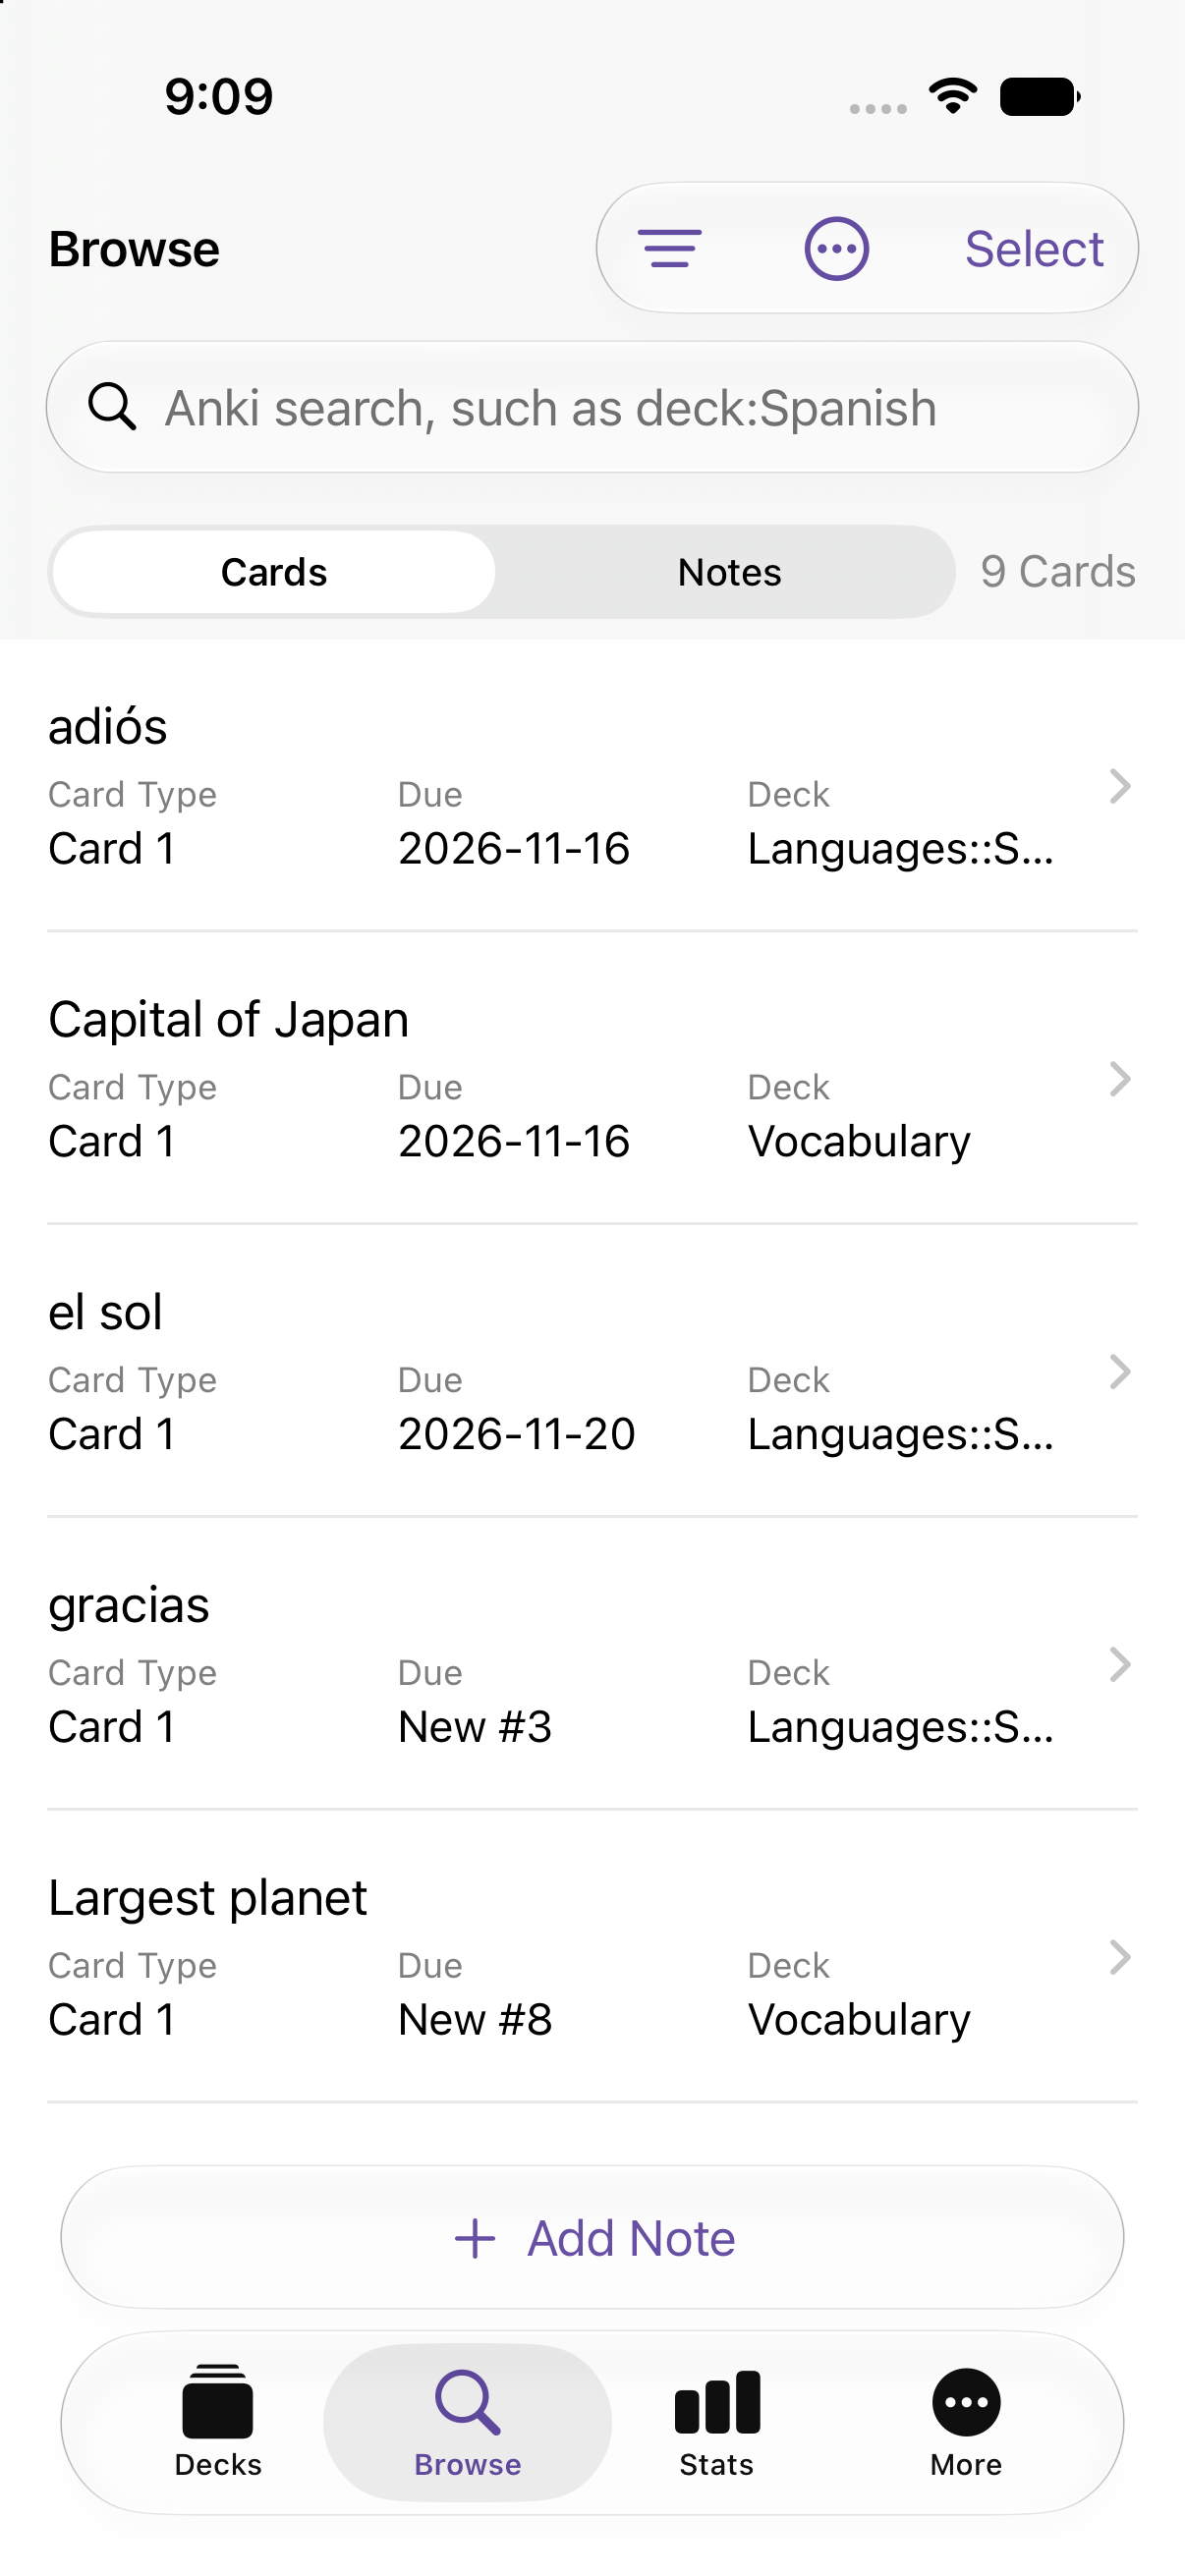 9:09
Browse
Select
Anki search, such as deck:Spanish
Cards
Notes
9 Cards
adiós
Card Type
Due
Deck
Card 1
2026-11-16
Languages::S...
Capital of Japan
Card Type
Due
Deck
Card 1
2026-11-16
Vocabulary
el sol
Card Type
Due
Deck
Card 1
2026-11-20
Languages::S...
gracias
Card Type
Due
Deck
Card 1
New #3
Languages::S...
Largest planet
Card Type
Due
Deck
Card 1
New #8
Vocabulary
+ Add Note
Decks
Browse
Stats
More